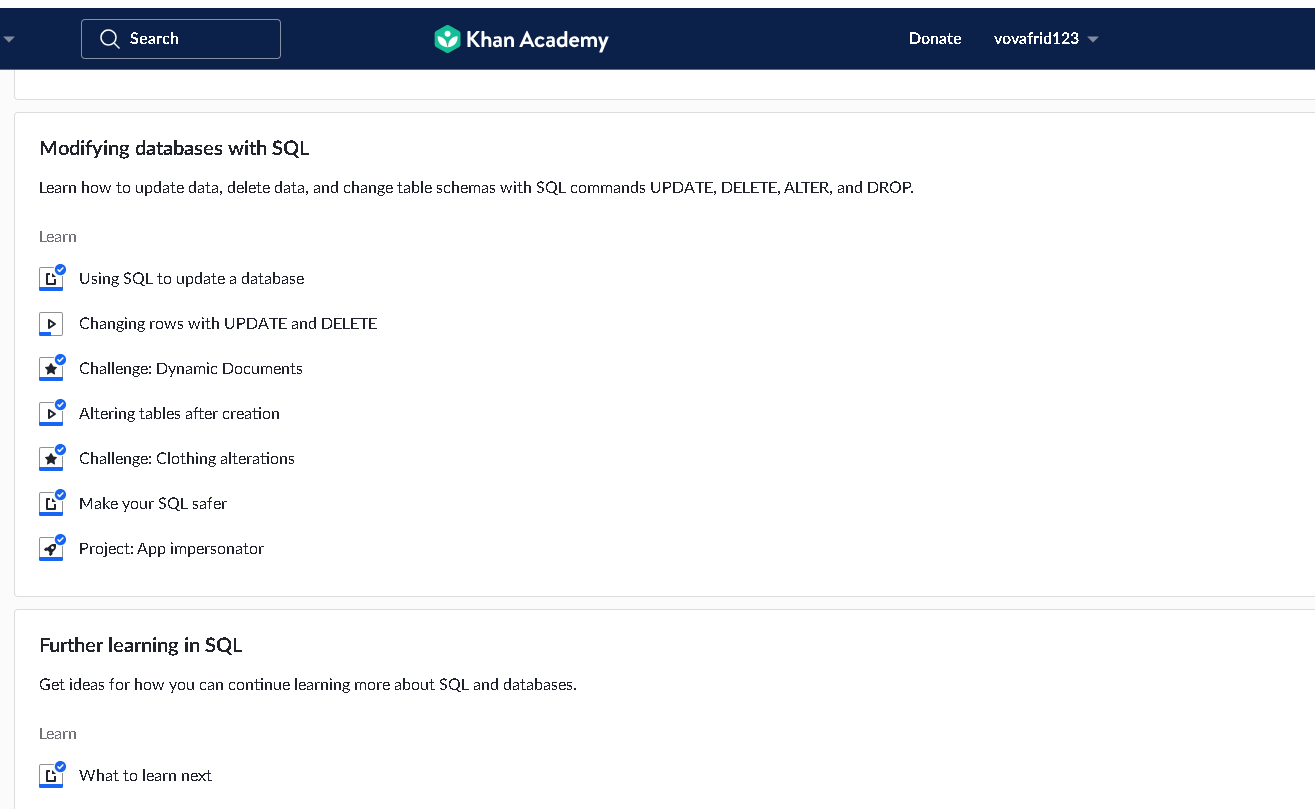 Search
Khan Academy
Donate
vovafrid123
Modifying databases with SQL
Learn how to update data, delete data, and change table schemas with SQL commands UPDATE, DELETE, ALTER, and DROP.
Learn
Using SQL to update a database
Changing rows with UPDATE and DELETE
Challenge: Dynamic Documents
Altering tables after creation
Challenge: Clothing alterations
Make your SQL safer
Project: App impersonator
Further learning in SQL
Get ideas for how you can continue learning more about SQL and databases.
Learn
What to learn next